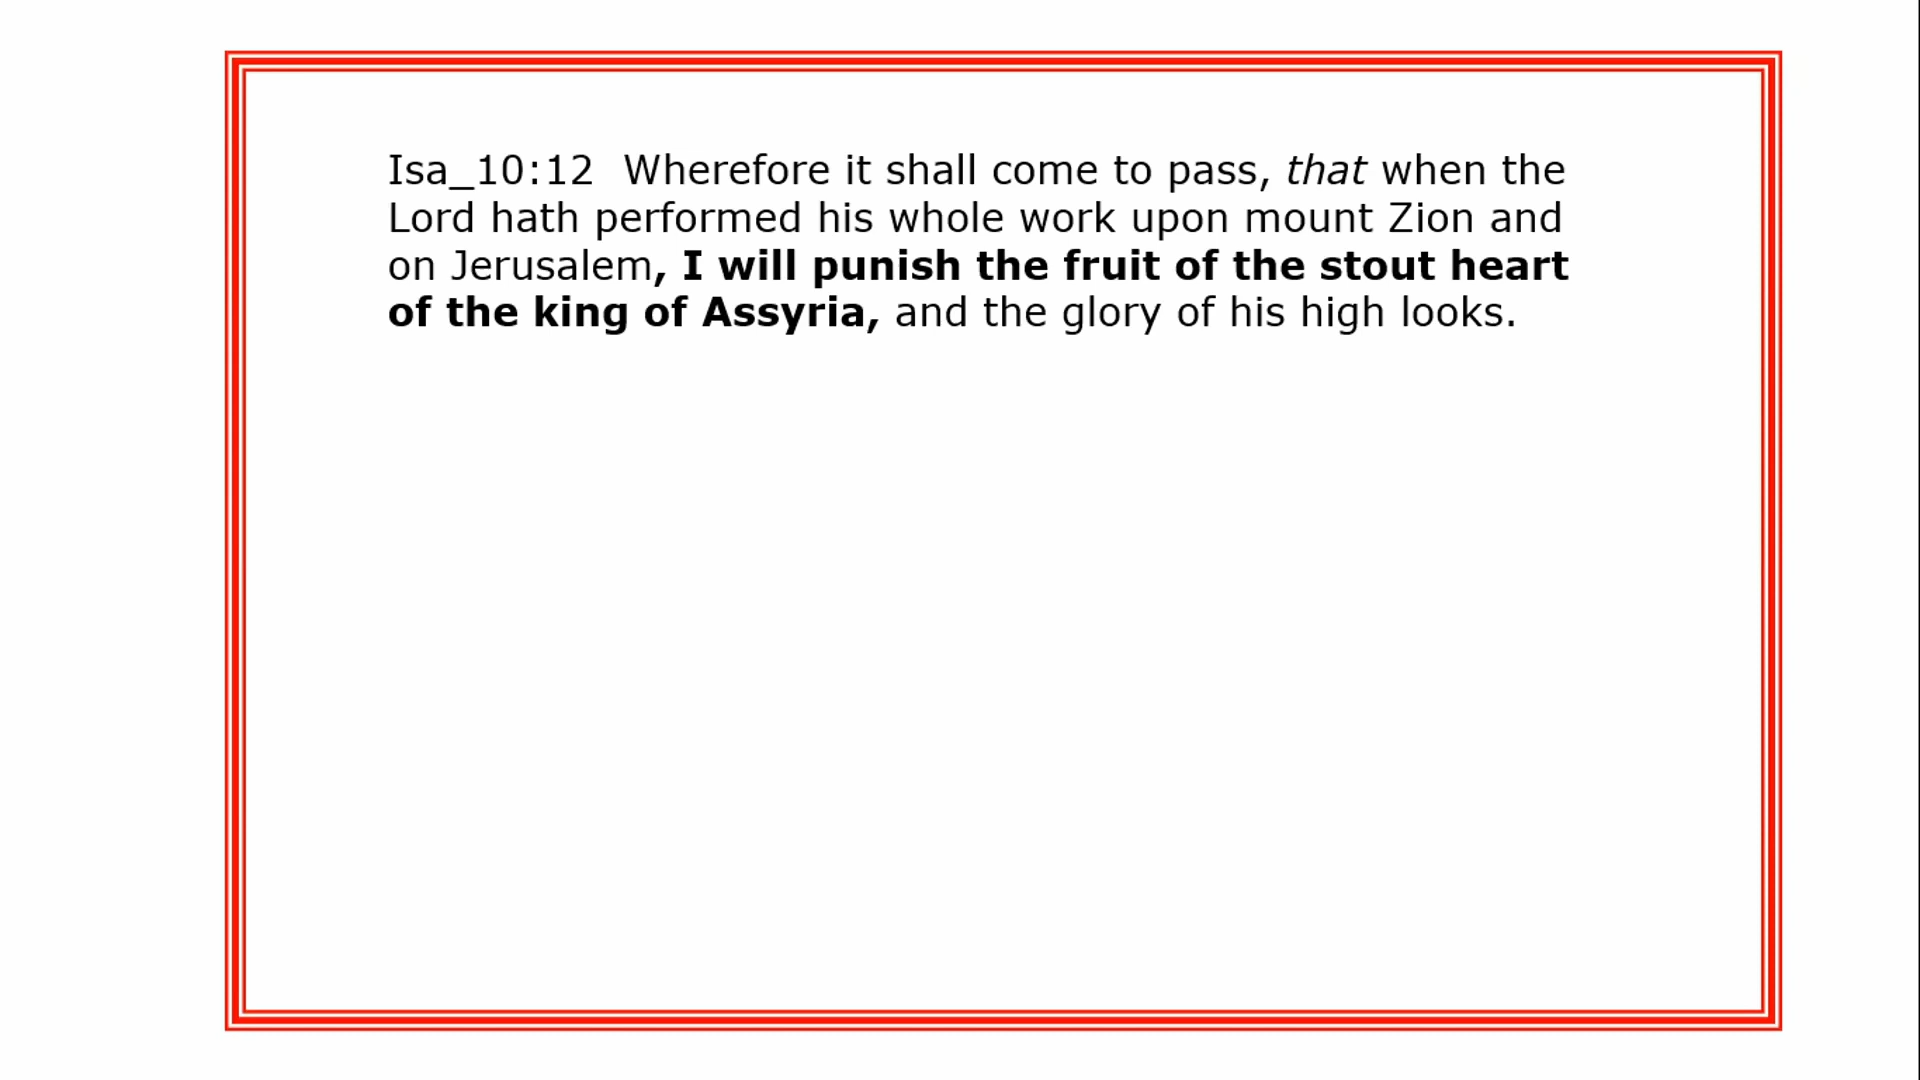 Isa_10:12  Wherefore it shall come to pass, that when the
Lord hath performed his whole work upon mount Zion and
on Jerusalem, I will punish the fruit of the stout heart
of the king of Assyria, and the glory of his high looks.